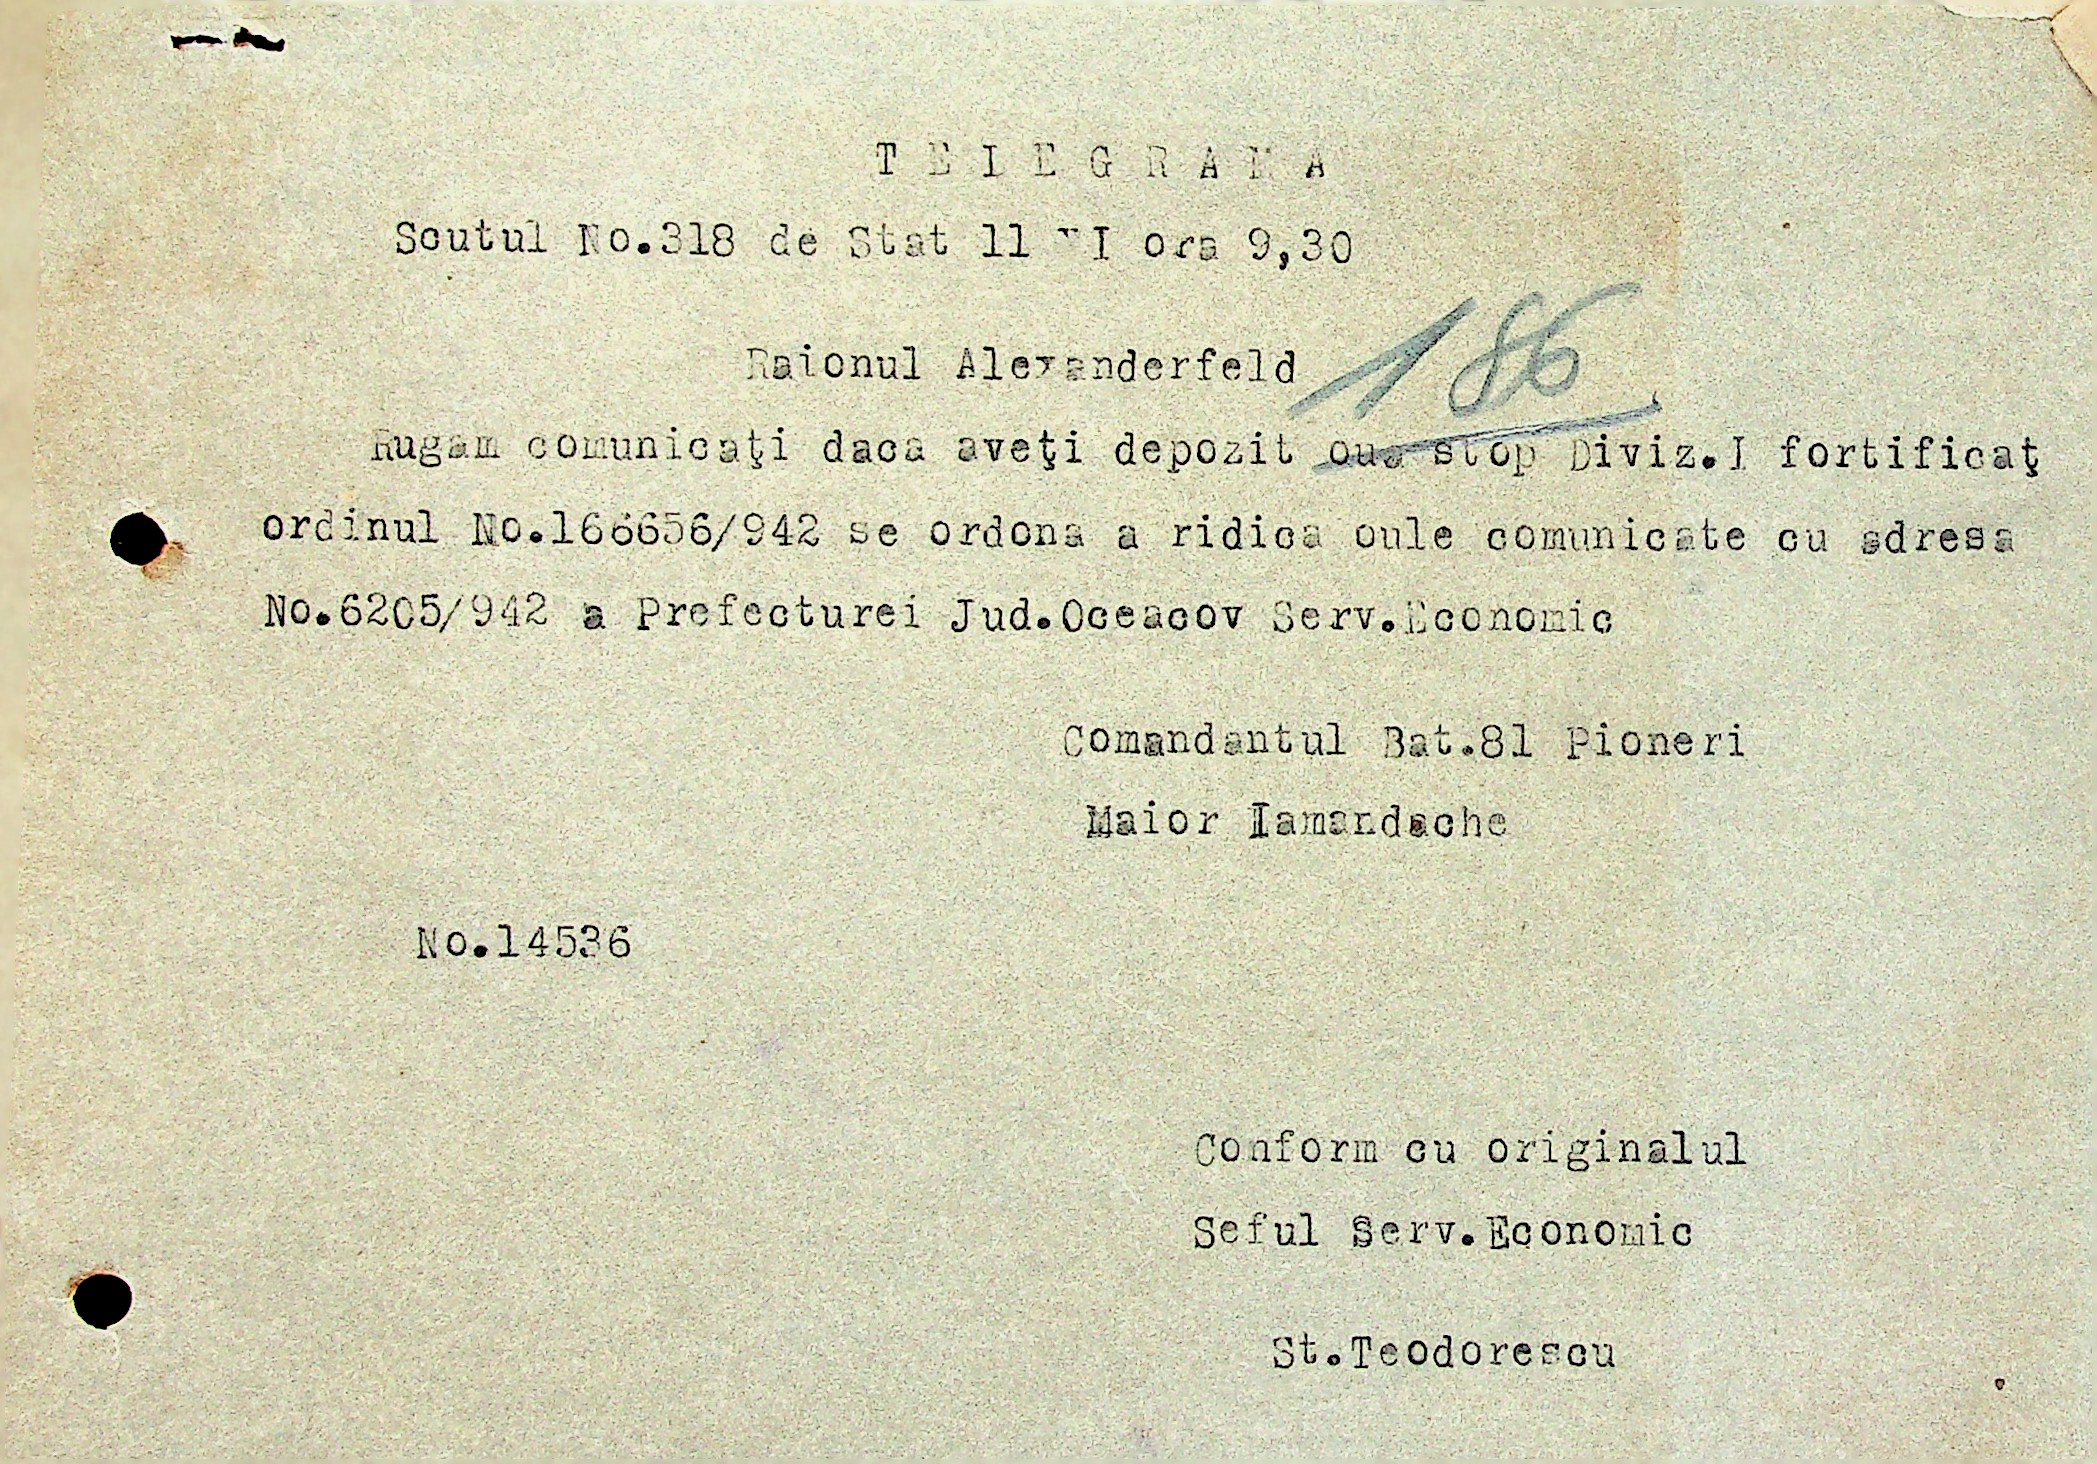 TELEGRAMA
Scutul No.318 de Stat 11 VI ora 9,30
186
Raionul Alexanderfeld
Rugam comunicaţi daca aveţi depozit oua stop Diviz.I fortificaţ
ordinul No.166656/942 se ordona a ridica oule comunicate cu adresa
No.6205/942 a Prefecturei Jud.Oceacov Serv.Economic
Comandantul Bat.81 Pioneri
Maior Iamandache
No.14536
Conform cu originalul
Seful Serv.Economic
St.Teodorescu